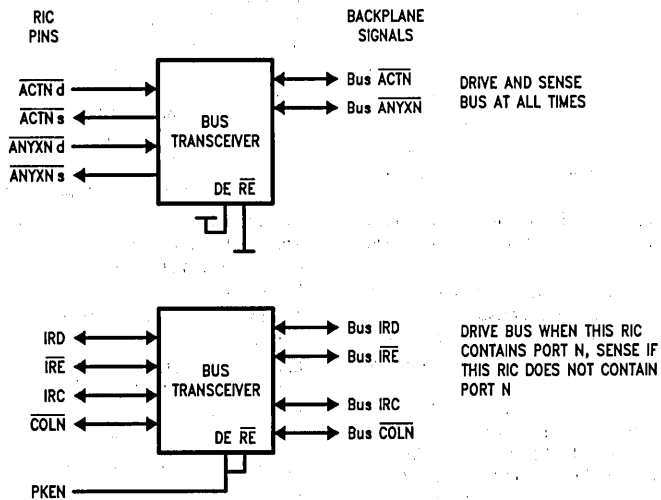 RIC
PINS
BACKPLANE
SIGNALS
ACTN d
ACTN s
ANYXN d
ANYXN s
BUS
TRANSCEIVER
DE RE
Bus ACTN
Bus ANYXN
DRIVE AND SENSE
BUS AT ALL TIMES
IRD
IRE
IRC
COLN
PKEN
BUS
TRANSCEIVER
DE RE
Bus IRD
Bus IRE
Bus IRC
Bus COLN
DRIVE BUS WHEN THIS RIC
CONTAINS PORT N, SENSE IF
THIS RIC DOES NOT CONTAIN
PORT N